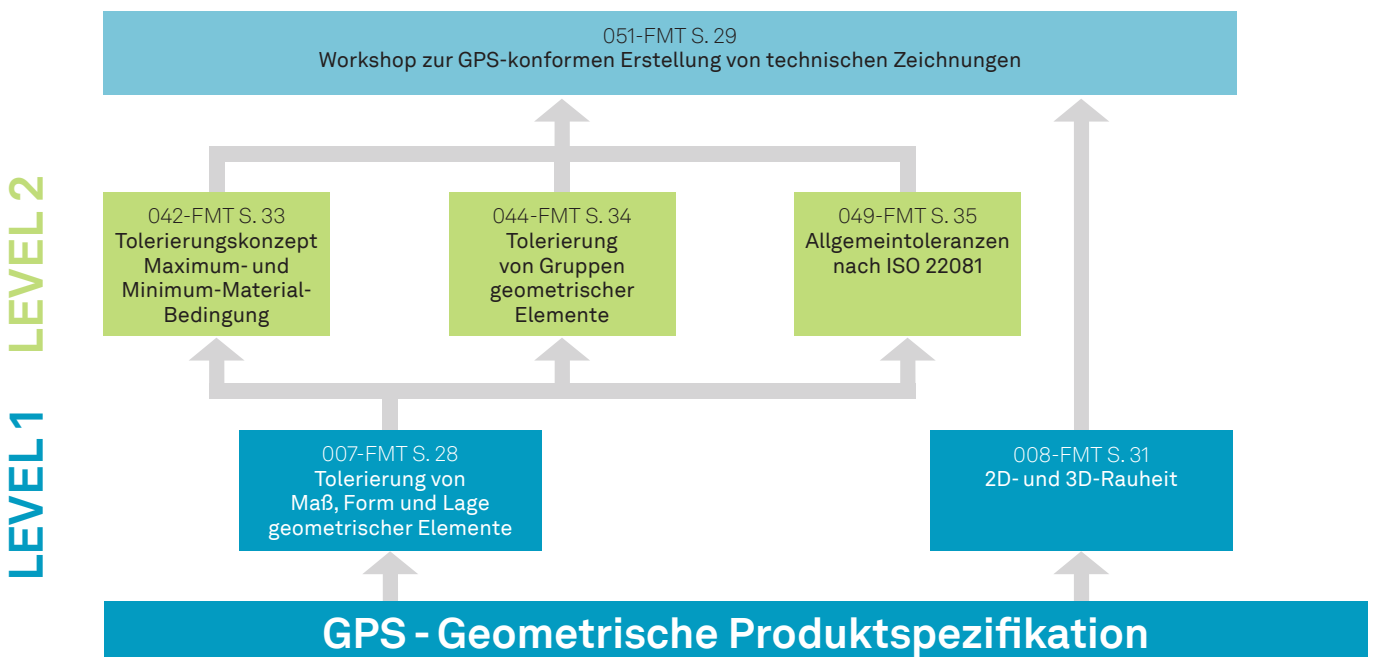 051-FMT S. 29
Workshop zur GPS-konformen Erstellung von technischen Zeichnungen
LEVEL 2
042-FMT S. 33
Tolerierungskonzept
Maximum- und
Minimum-Material-
Bedingung
044-FMT S. 34
Tolerierung
von Gruppen
geometrischer
Elemente
049-FMT S. 35
Allgemeintoleranzen
nach ISO 22081
LEVEL 1
007-FMT S. 28
Tolerierung von
Maß, Form und Lage
geometrischer Elemente
008-FMT S. 31
2D- und 3D-Rauheit
GPS - Geometrische Produktspezifikation